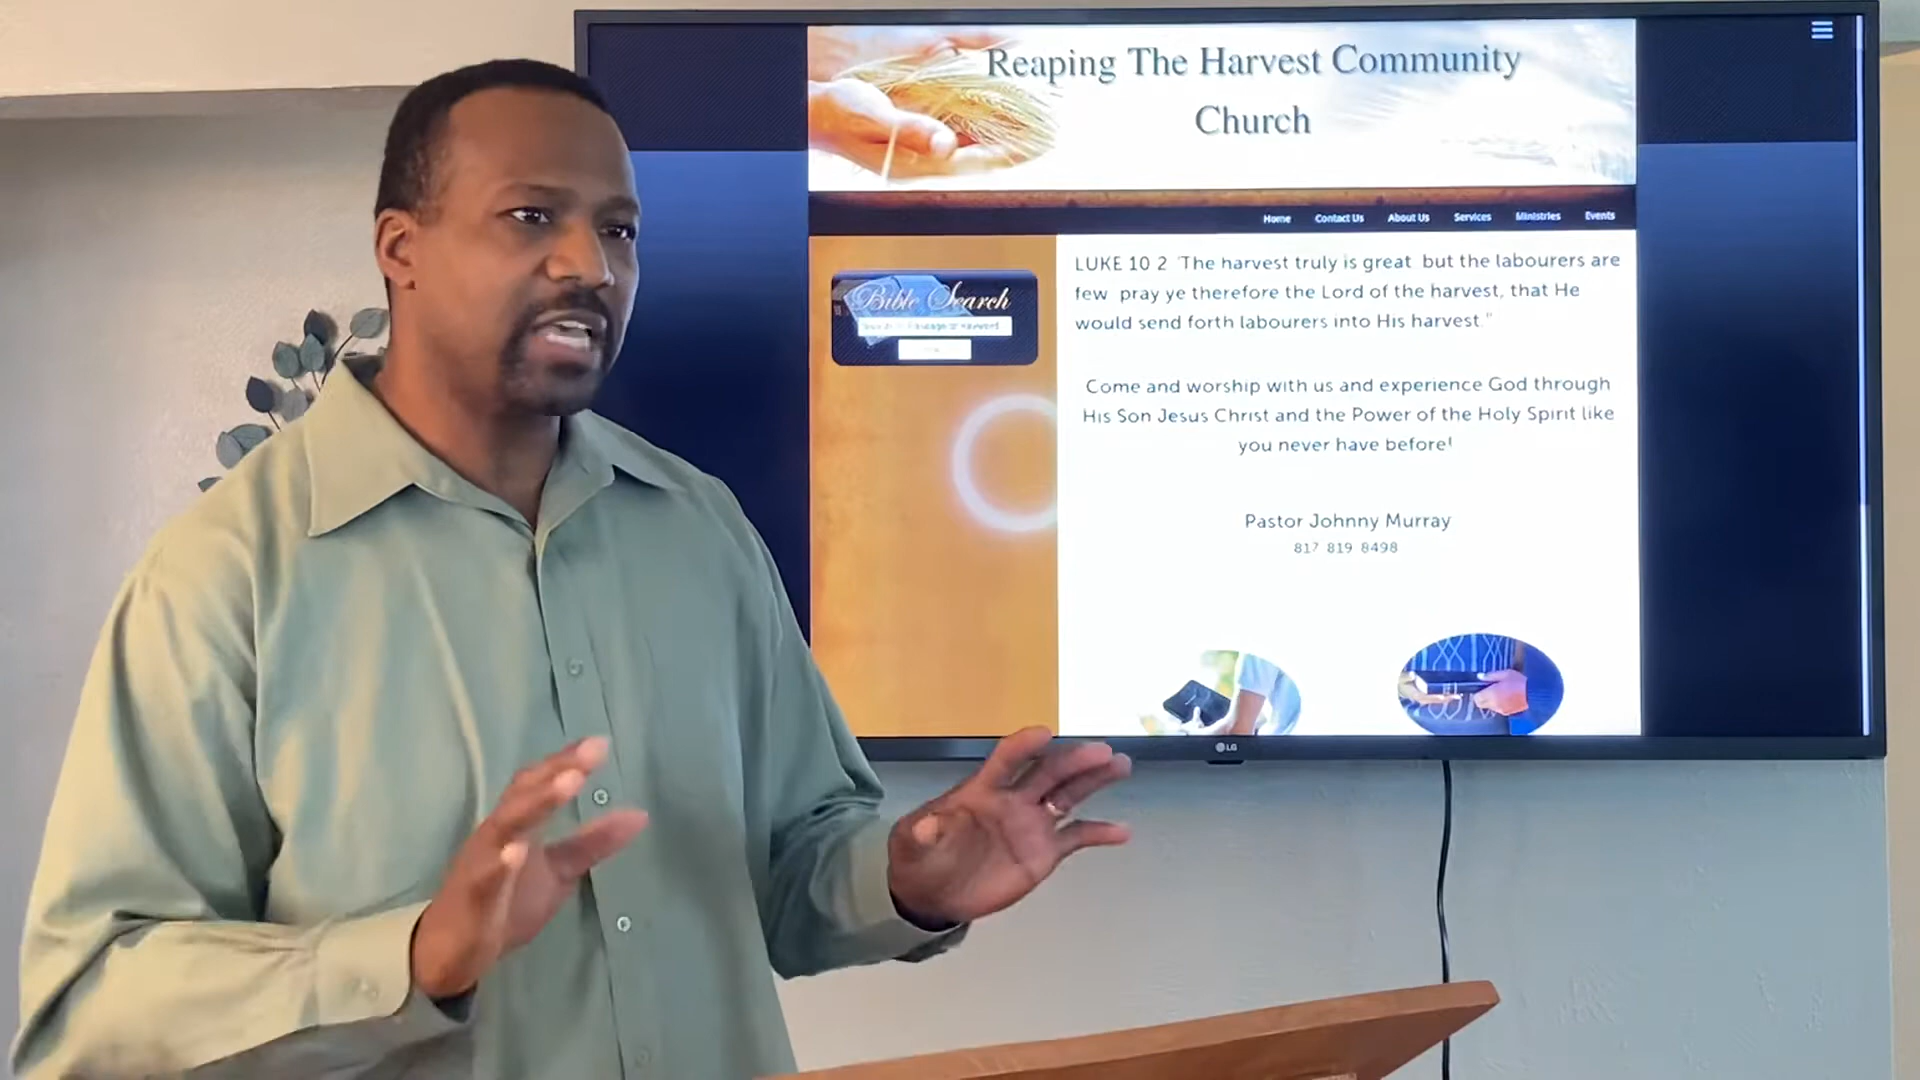 Reaping The Harvest Community
Church
Home Contact Us About Us Services Ministries Events
Bible Search
LUKE 10 2 "The harvest truly is great but the labourers are
few pray ye therefore the Lord of the harvest, that He
would send forth labourers into His harvest."
Come and worship with us and experience God through
His Son Jesus Christ and the Power of the Holy Spirit like
you never have before!
Pastor Johnny Murray
817 819 8498
LG